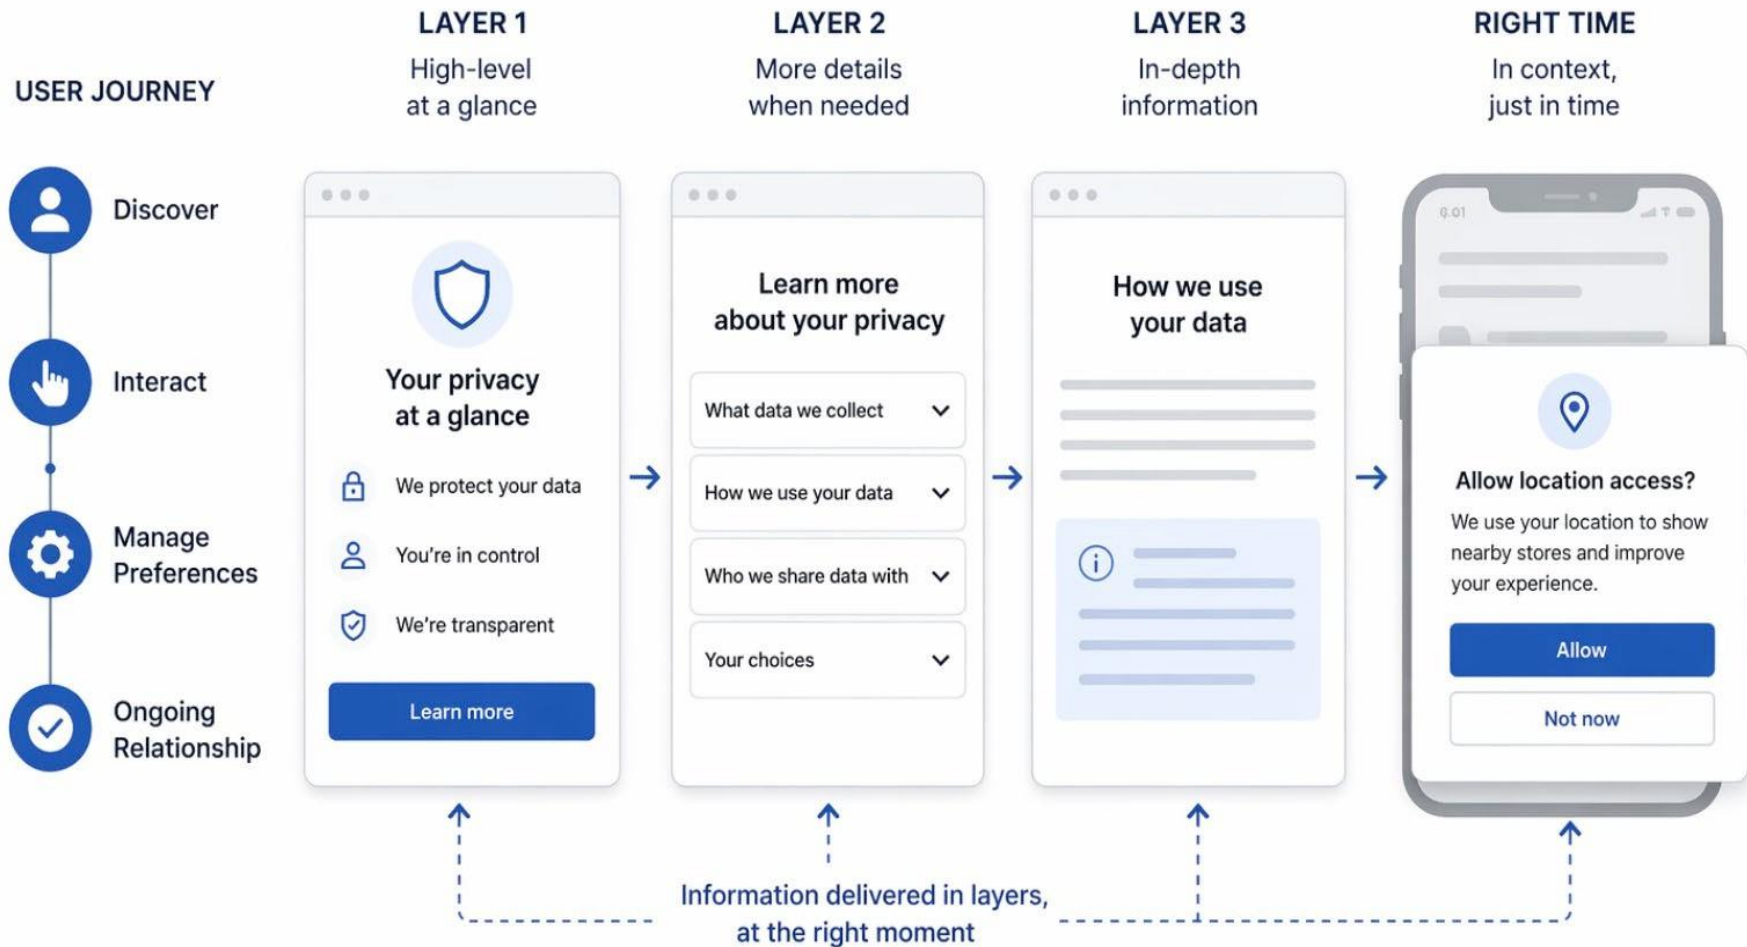 USER JOURNEY
Discover
Interact
Manage
Preferences
Ongoing
Relationship
LAYER 1
High-level
at a glance
Your privacy
at a glance
We protect your data
You're in control
We're transparent
Learn more
LAYER 2
More details
when needed
Learn more
about your privacy
What data we collect
How we use your data
Who we share data with
Your choices
LAYER 3
In-depth
information
How we use
your data
i
RIGHT TIME
In context,
just in time
Allow location access?
We use your location to show
nearby stores and improve
your experience.
Allow
Not now
Information delivered in layers,
at the right moment